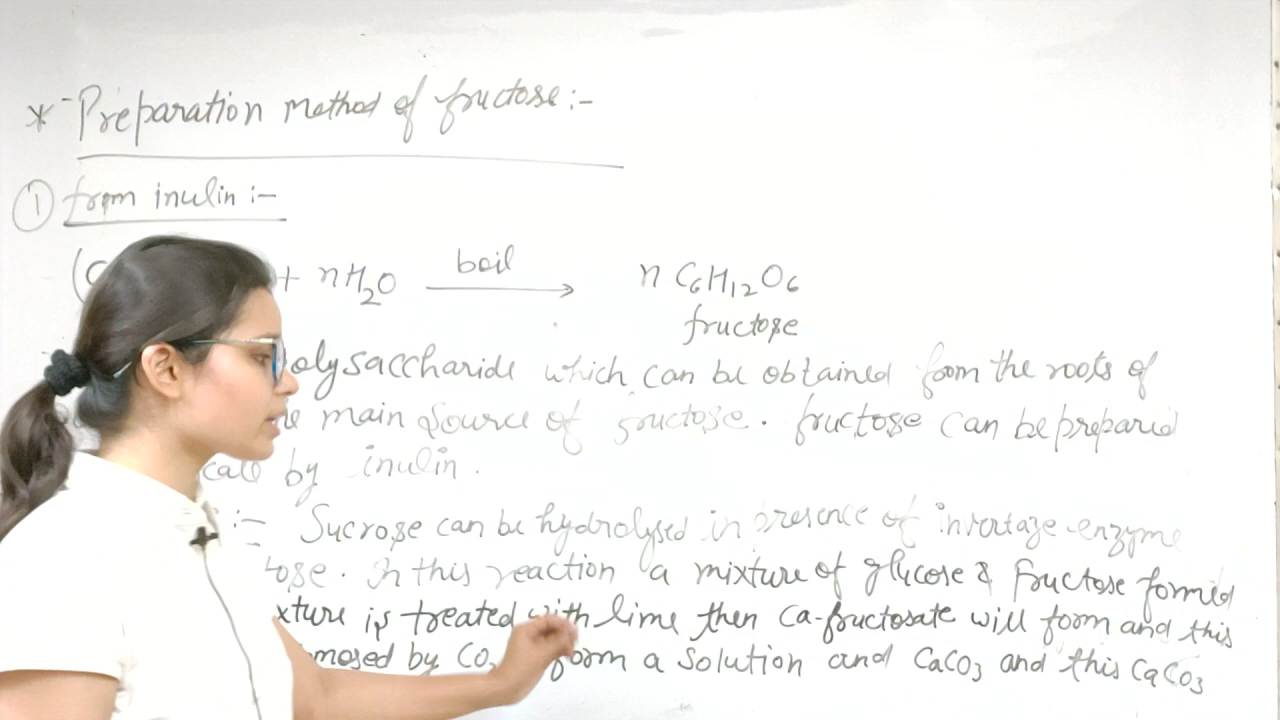 * Preparation method of fructose :-
① from inulin :-
(C + nH₂O boil → n C₆H₁₂O₆
fructose
olysaccharide which can be obtained from the roots of
main source of fructose. fructose can be prepared
by inulin.
:- Sucrose can be hydrolysed in presence of invertage enzyme
tose. In this reaction a mixture of glucose & fructose formed
xture is treated with lime then Ca-fructosate will form and this
mposed by CO₂ form a solution and CaCO₃ and this CaCO₃